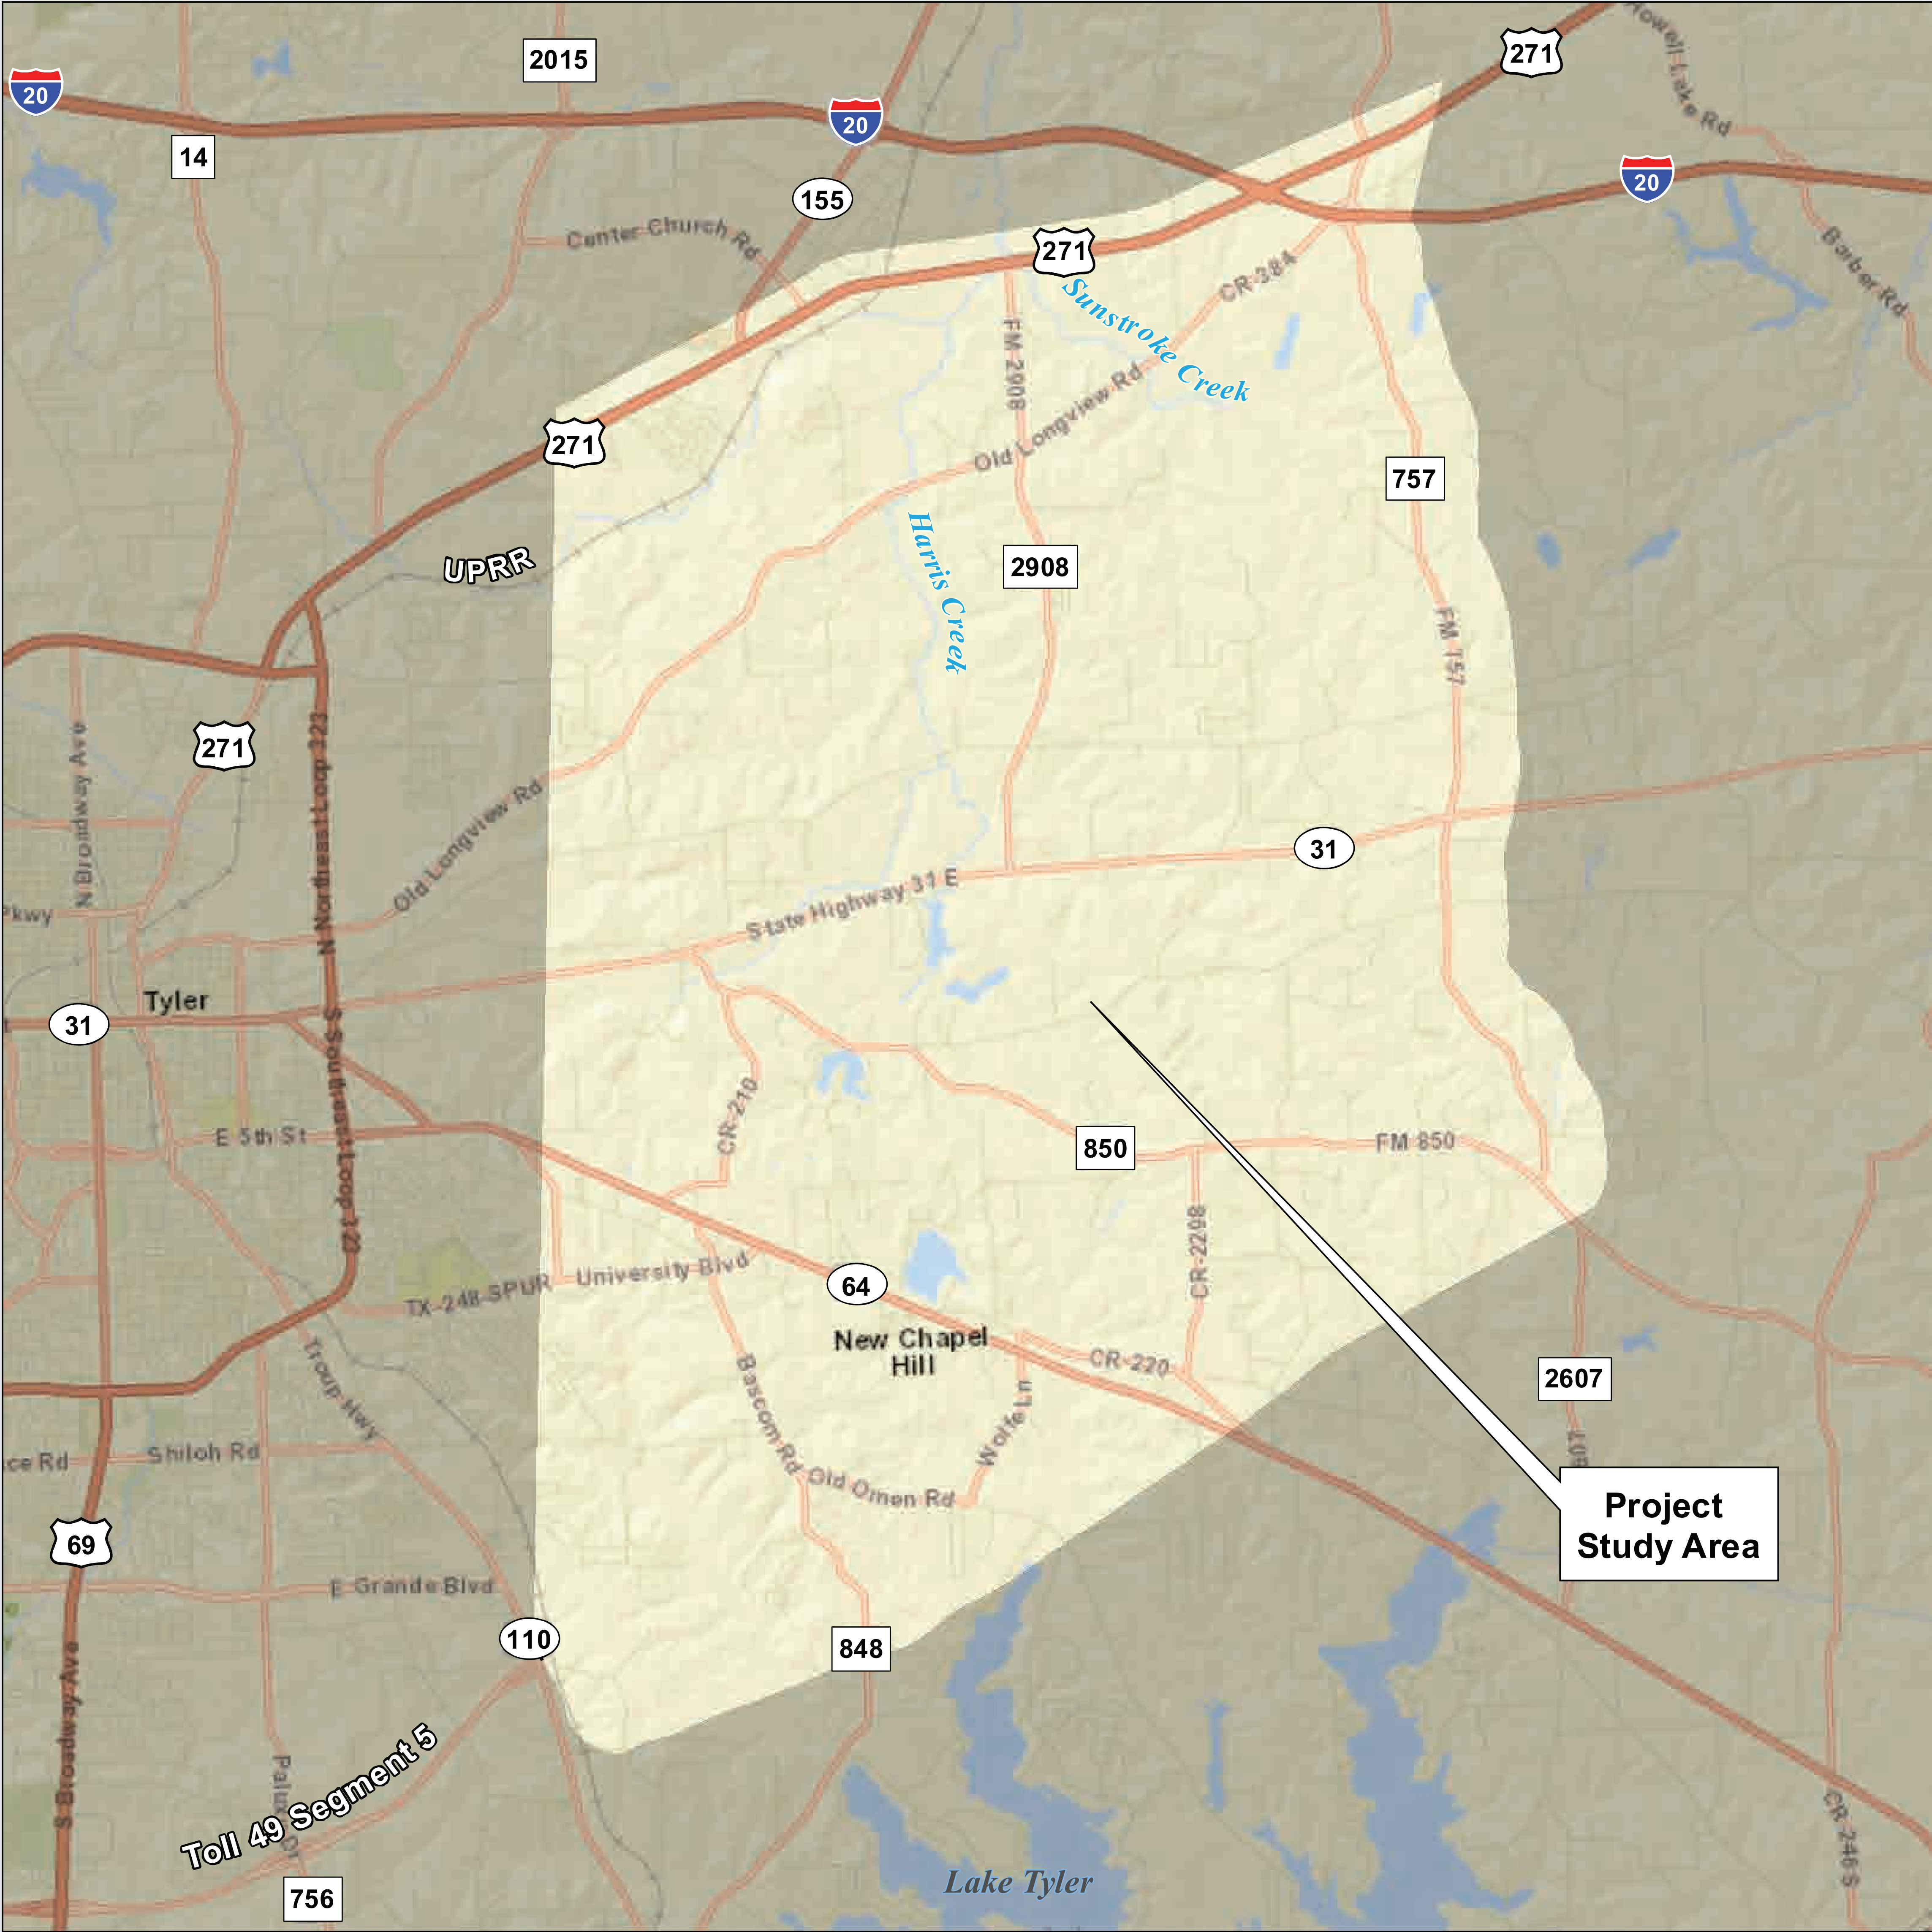 Howell Lake Rd
271
2015
20
20
14
20
155
Center Church Rd
271
Barber Rd
CR-384
Sunstroke Creek
FM 2908
Old Longview Rd
271
757
Harris Creek
UPRR
2908
FM 757
271
N Broadway Ave
N Northeast Loop 323
Old Longview Rd
31
State Highway 31 E
Pkwy
Tyler
31
S Southeast Loop 323
CR-210
E 5th St
850
FM 850
CR-2298
University Blvd
TX-248-SPUR
64
New Chapel
Hill
CR-220
2607
Troup Hwy
Bascom Rd
Wolfe Ln
Shiloh Rd
ce Rd
607
Old Omen Rd
Project
Study Area
69
E Grande Blvd
110
848
S Broadway Ave
Toll 49 Segment 5
CR-246 S
Lake Tyler
756